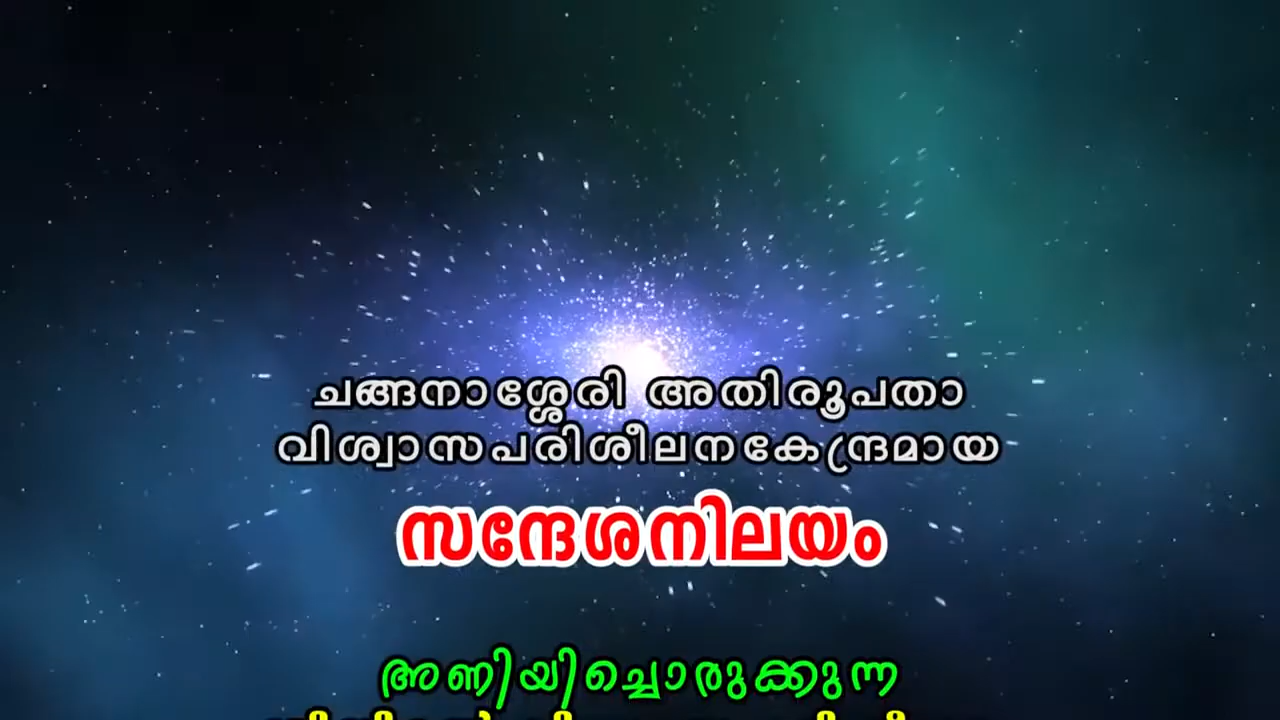 ചങ്ങനാശ്ശേരി അതിരൂപതാ
വിശ്വാസപരിശീലനകേന്ദ്രമായ
സന്ദേശനിലയം
അണിയിച്ചൊരുക്കുന്ന